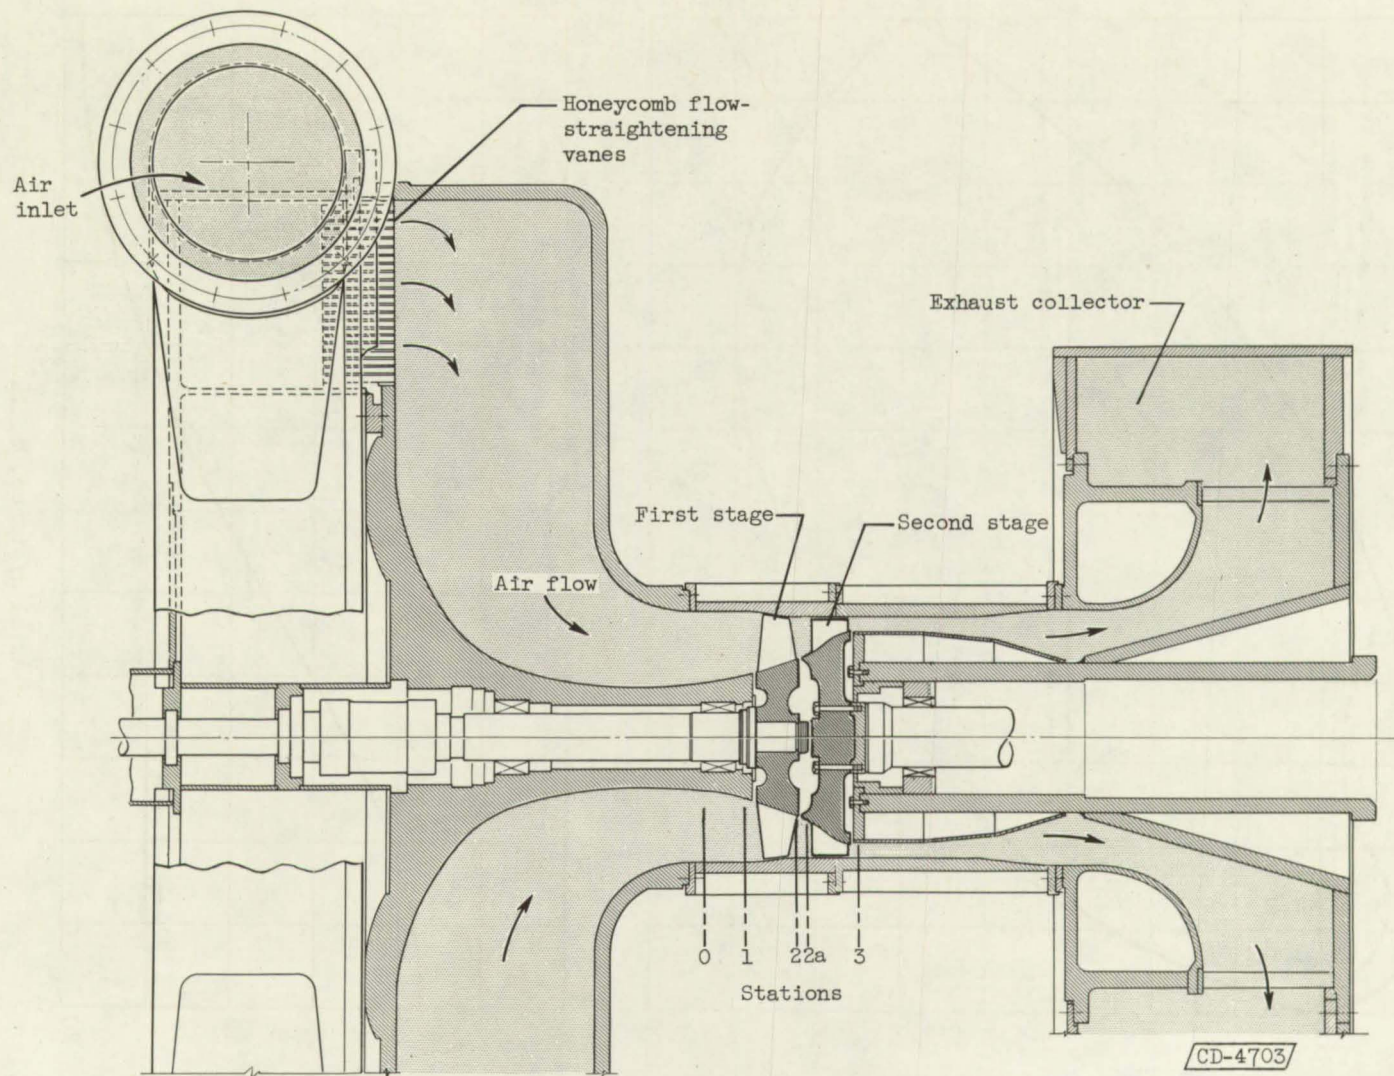 Honeycomb flow-
straightening
vanes
Air
inlet
Exhaust collector
First stage
Second stage
Air flow
0 1 2 2a 3
Stations
CD-4703